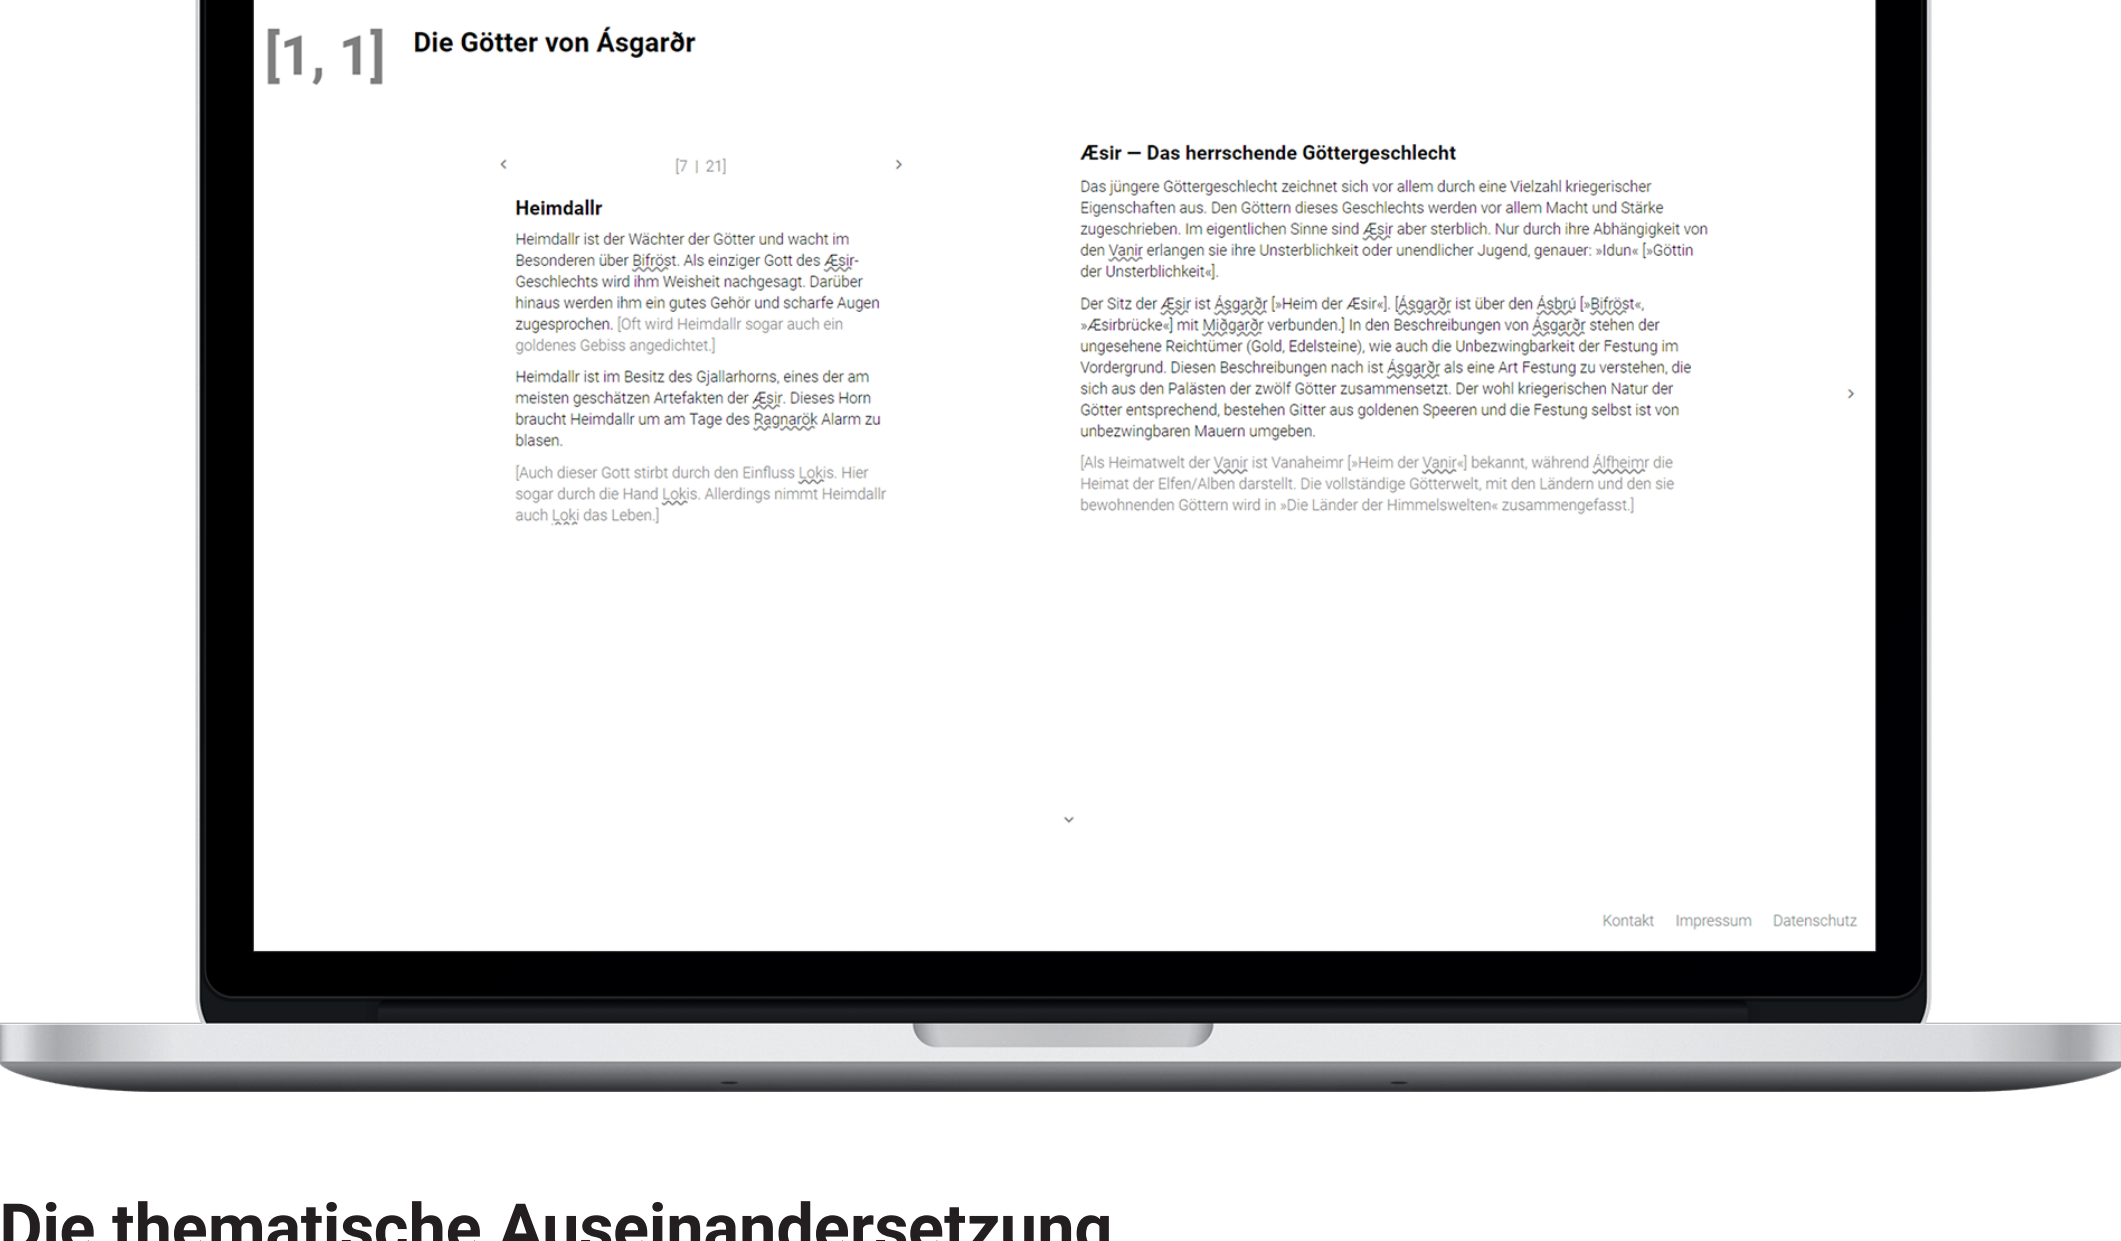 [1, 1]
Die Götter von Ásgarðr
[7 | 21]
Heimdallr
Heimdallr ist der Wächter der Götter und wacht im
Besonderen über Bifröst. Als einziger Gott des Æsir-
Geschlechts wird ihm Weisheit nachgesagt. Darüber
hinaus werden ihm ein gutes Gehör und scharfe Augen
zugesprochen. [Oft wird Heimdallr sogar auch ein
goldenes Gebiss angedichtet.]
Heimdallr ist im Besitz des Gjallarhorns, eines der am
meisten geschätzen Artefakten der Æsir. Dieses Horn
braucht Heimdallr um am Tage des Ragnarök Alarm zu
blasen.
[Auch dieser Gott stirbt durch den Einfluss Lokis. Hier
sogar durch die Hand Lokis. Allerdings nimmt Heimdallr
auch Loki das Leben.]
Æsir — Das herrschende Göttergeschlecht
Das jüngere Göttergeschlecht zeichnet sich vor allem durch eine Vielzahl kriegerischer
Eigenschaften aus. Den Göttern dieses Geschlechts werden vor allem Macht und Stärke
zugeschrieben. Im eigentlichen Sinne sind Æsir aber sterblich. Nur durch ihre Abhängigkeit von
den Vanir erlangen sie ihre Unsterblichkeit oder unendlicher Jugend, genauer: »Idun« [»Göttin
der Unsterblichkeit«].
Der Sitz der Æsir ist Ásgarðr [»Heim der Æsir«]. [Ásgarðr ist über den Ásbrú [»Bifröst«,
»Æsirbrücke«] mit Miðgarðr verbunden.] In den Beschreibungen von Ásgarðr stehen der
ungesehene Reichtümer (Gold, Edelsteine), wie auch die Unbezwingbarkeit der Festung im
Vordergrund. Diesen Beschreibungen nach ist Ásgarðr als eine Art Festung zu verstehen, die
sich aus den Palästen der zwölf Götter zusammensetzt. Der wohl kriegerischen Natur der
Götter entsprechend, bestehen Gitter aus goldenen Speeren und die Festung selbst ist von
unbezwingbaren Mauern umgeben.
[Als Heimatwelt der Vanir ist Vanaheimr [»Heim der Vanir«] bekannt, während Álfheimr die
Heimat der Elfen/Alben darstellt. Die vollständige Götterwelt, mit den Ländern und den sie
bewohnenden Göttern wird in »Die Länder der Himmelswelten« zusammengefasst.]
Kontakt Impressum Datenschutz
Die thematische Auseinandersetzung